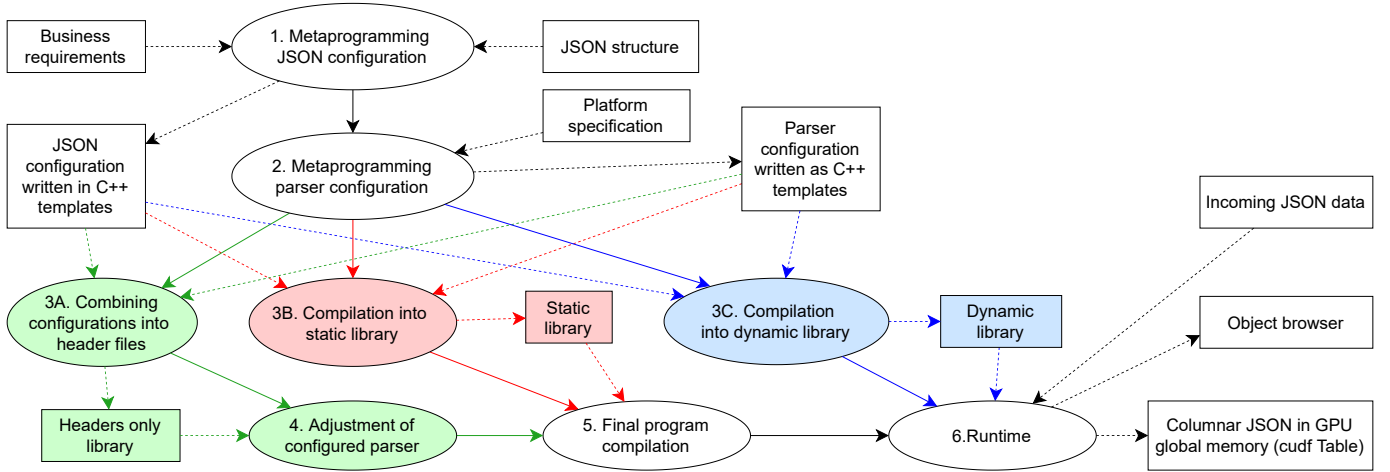 Business
requirements
1. Metaprogramming
JSON configuration
JSON structure
Platform
specification
JSON
configuration
written in C++
templates
2. Metaprogramming
parser configuration
Parser
configuration
written as C++
templates
Incoming JSON data
3A. Combining
configurations into
header files
3B. Compilation into
static library
Static
library
3C. Compilation
into dynamic library
Dynamic
library
Object browser
Headers only
library
4. Adjustment of
configured parser
5. Final program
compilation
6.Runtime
Columnar JSON in GPU
global memory (cudf Table)